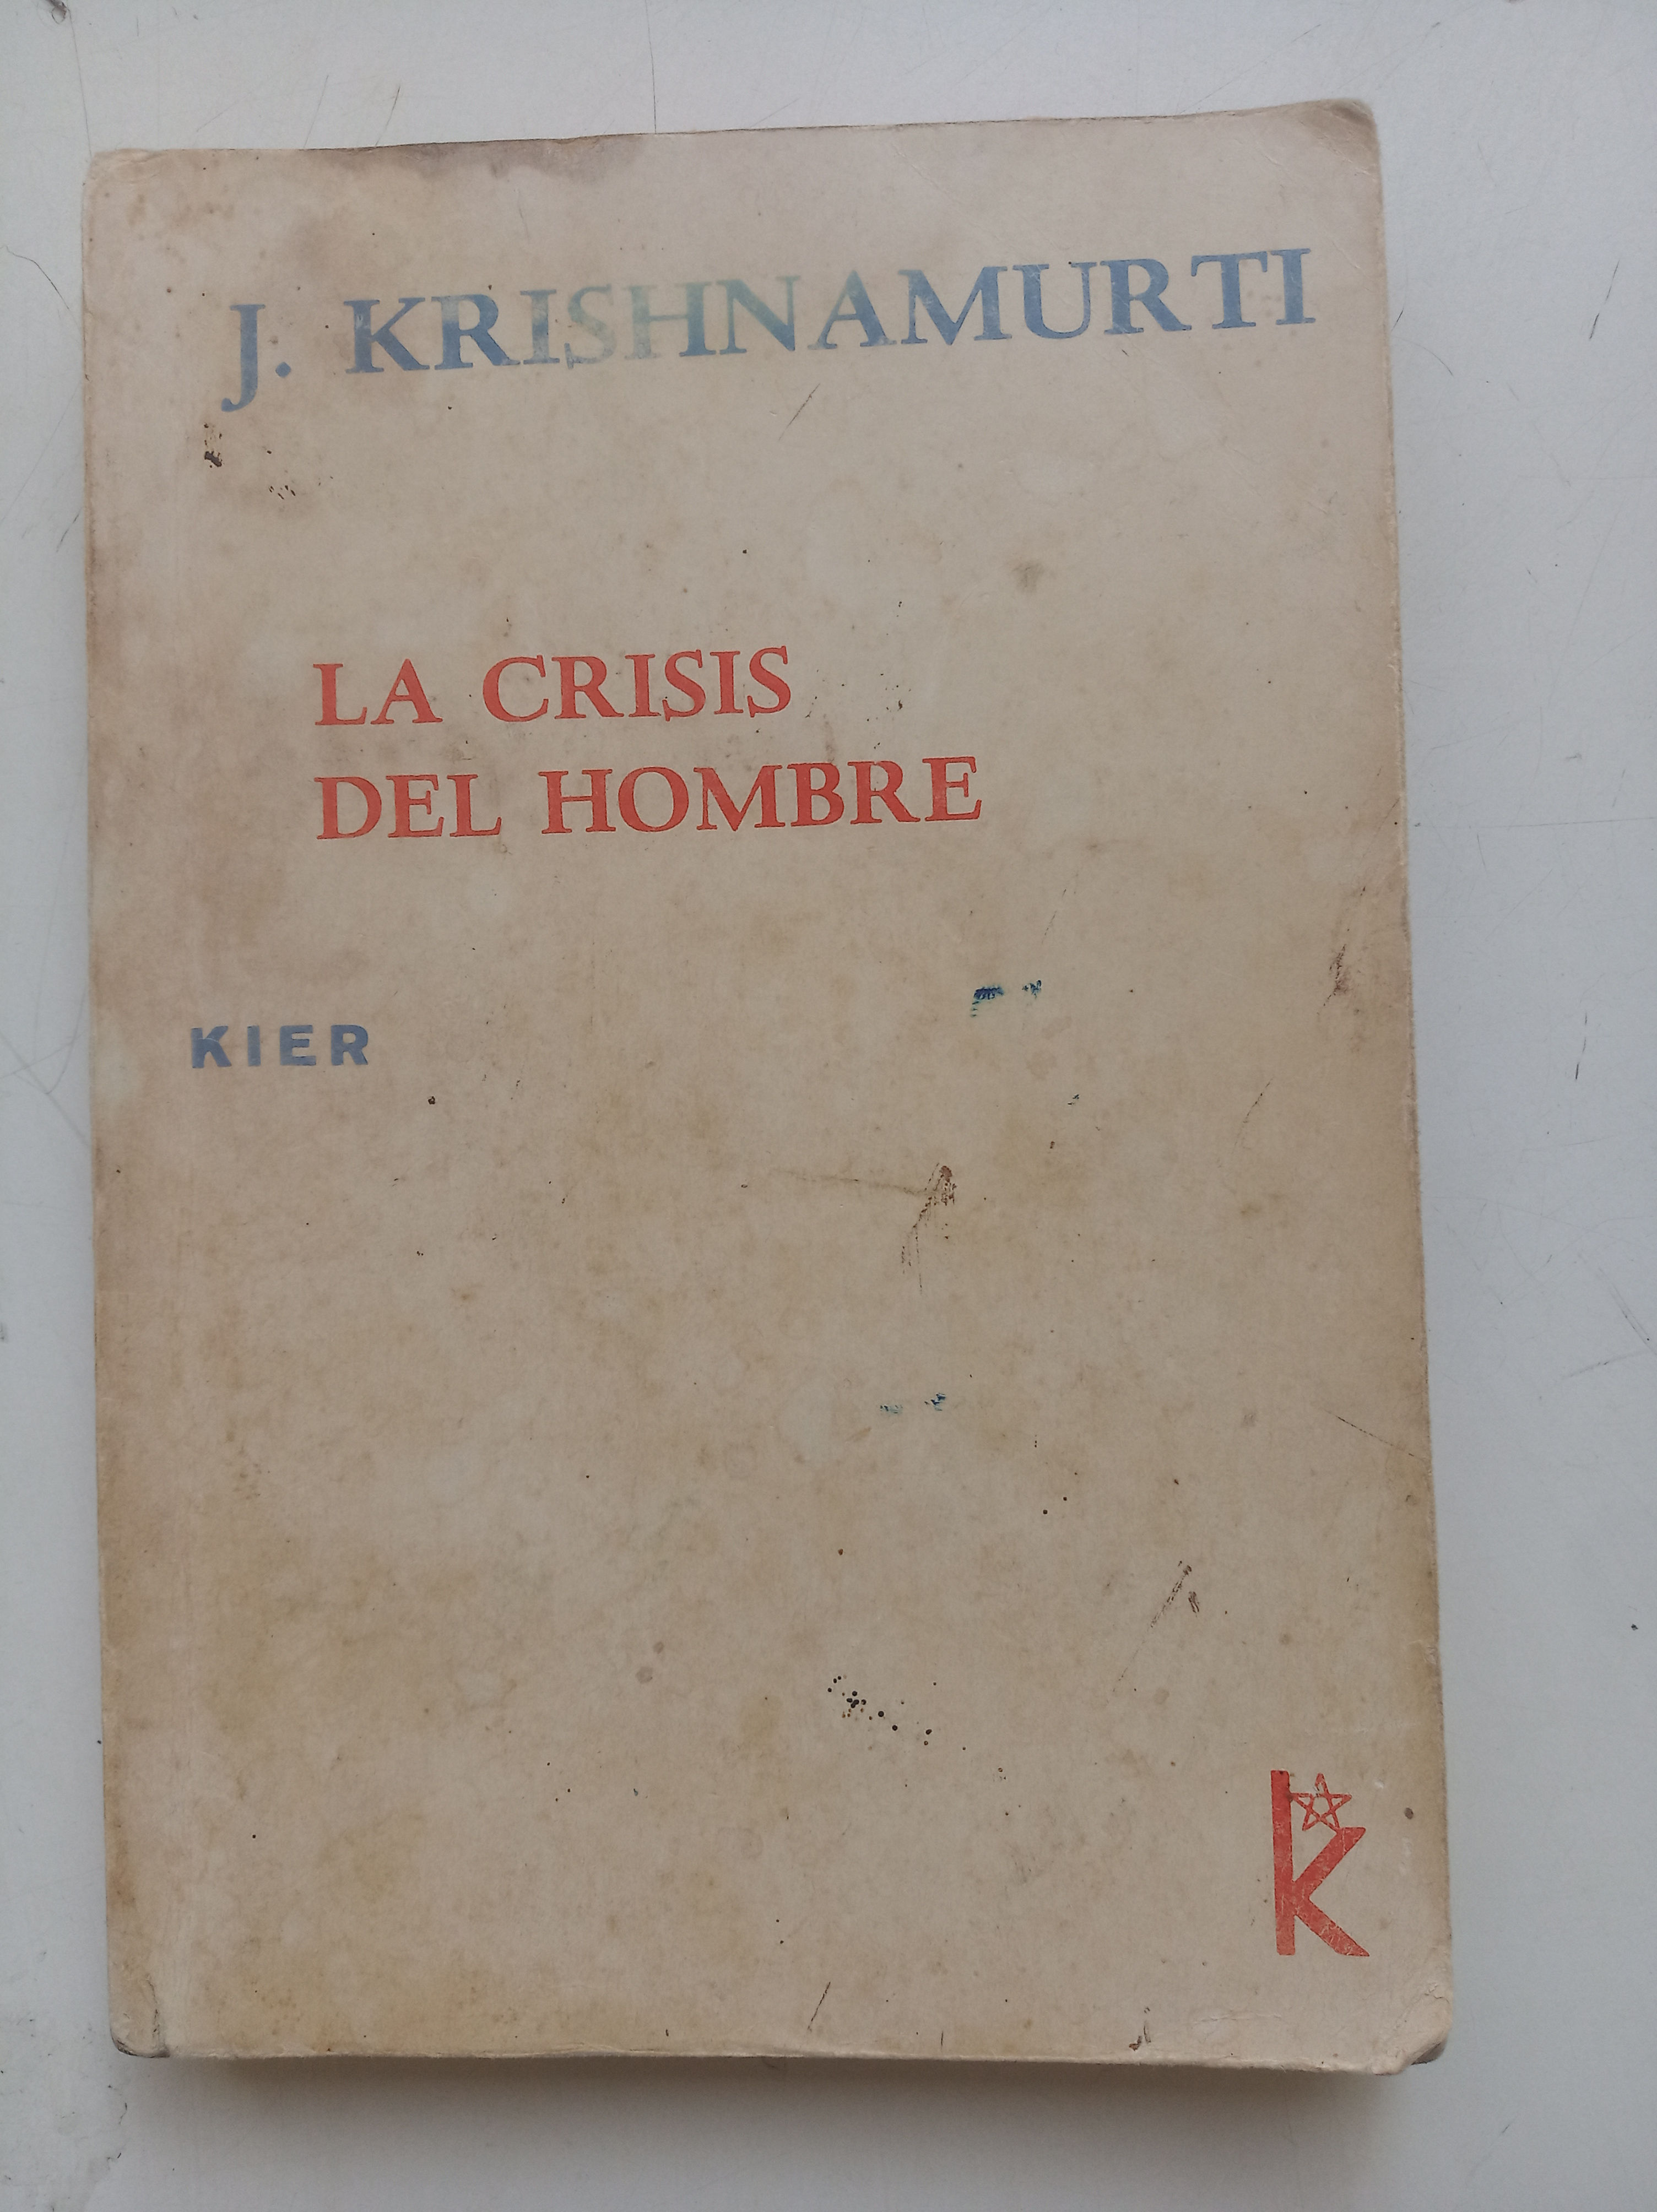 J. KRISHNAMURTI
LA CRISIS
DEL HOMBRE
KIER
K